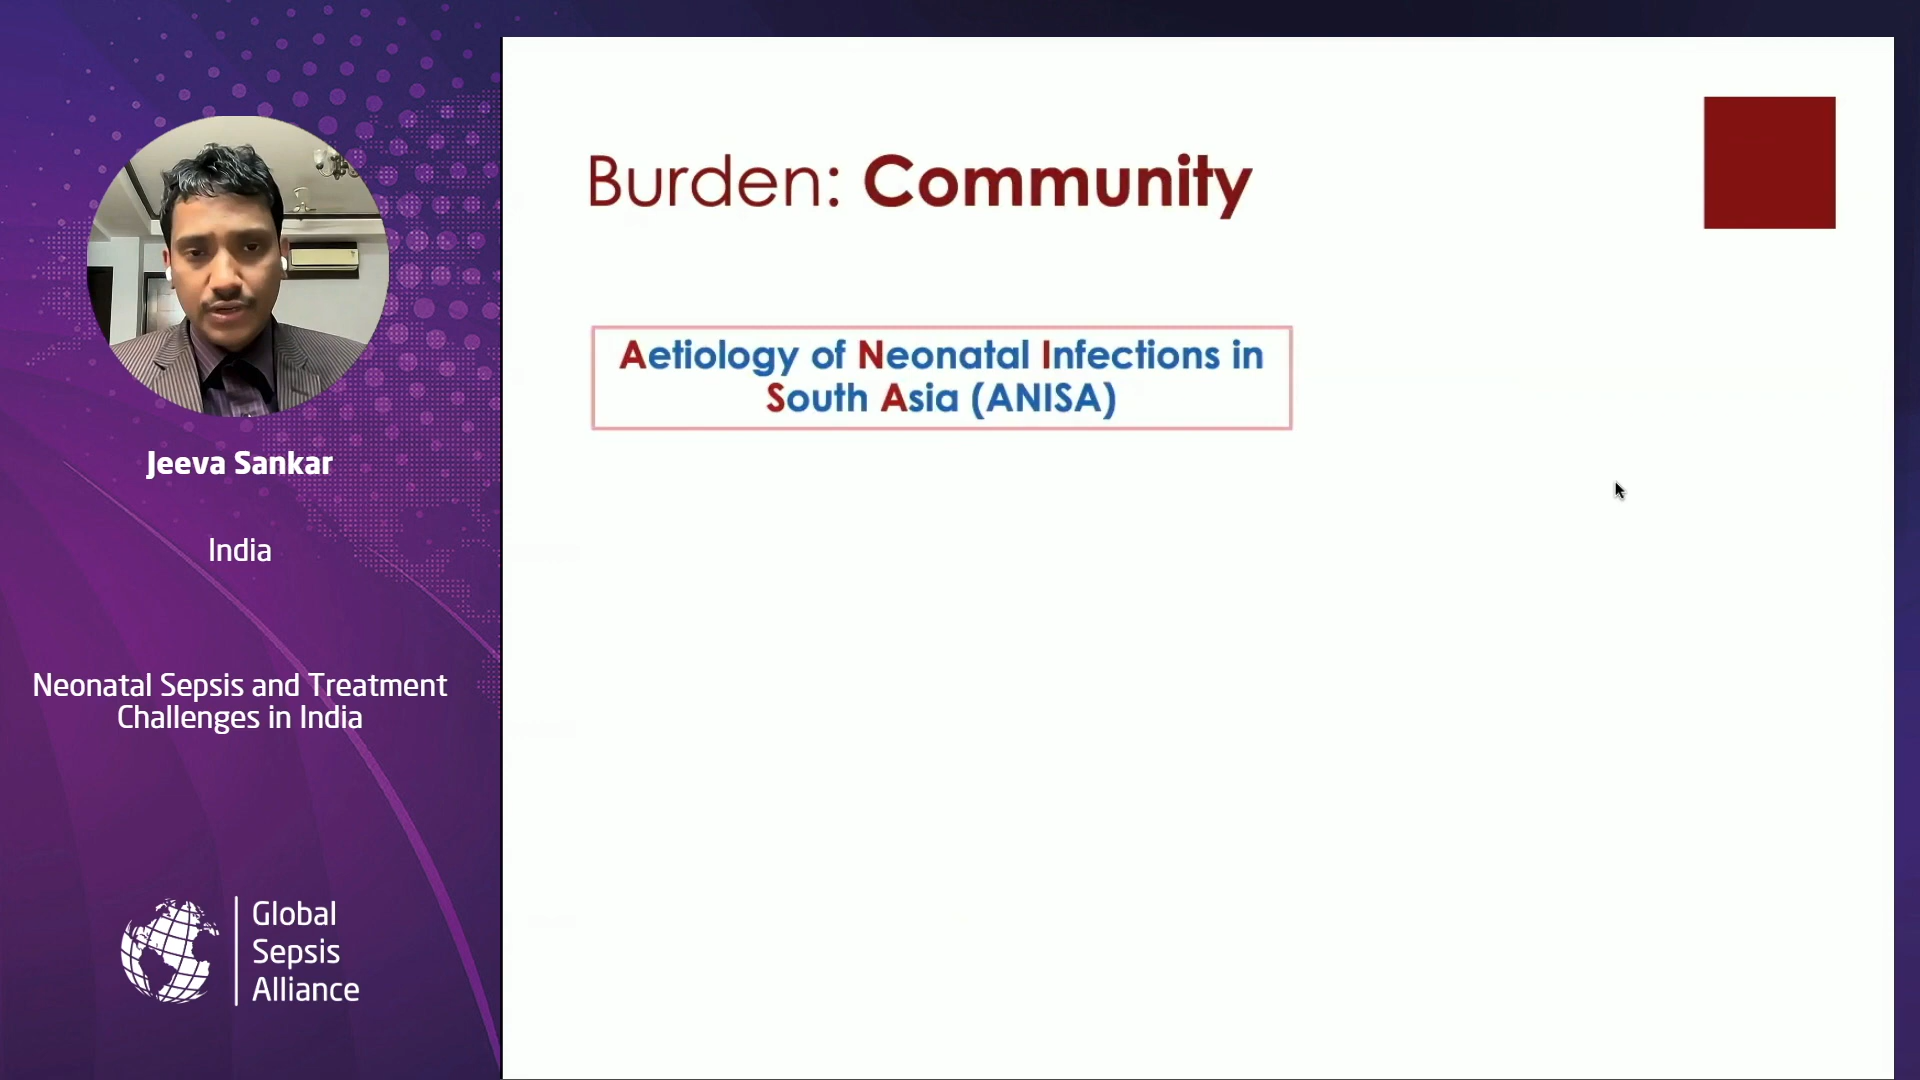 Jeeva Sankar
India
Neonatal Sepsis and Treatment
Challenges in India
Global
Sepsis
Alliance
Burden: Community
Aetiology of Neonatal Infections in
South Asia (ANISA)